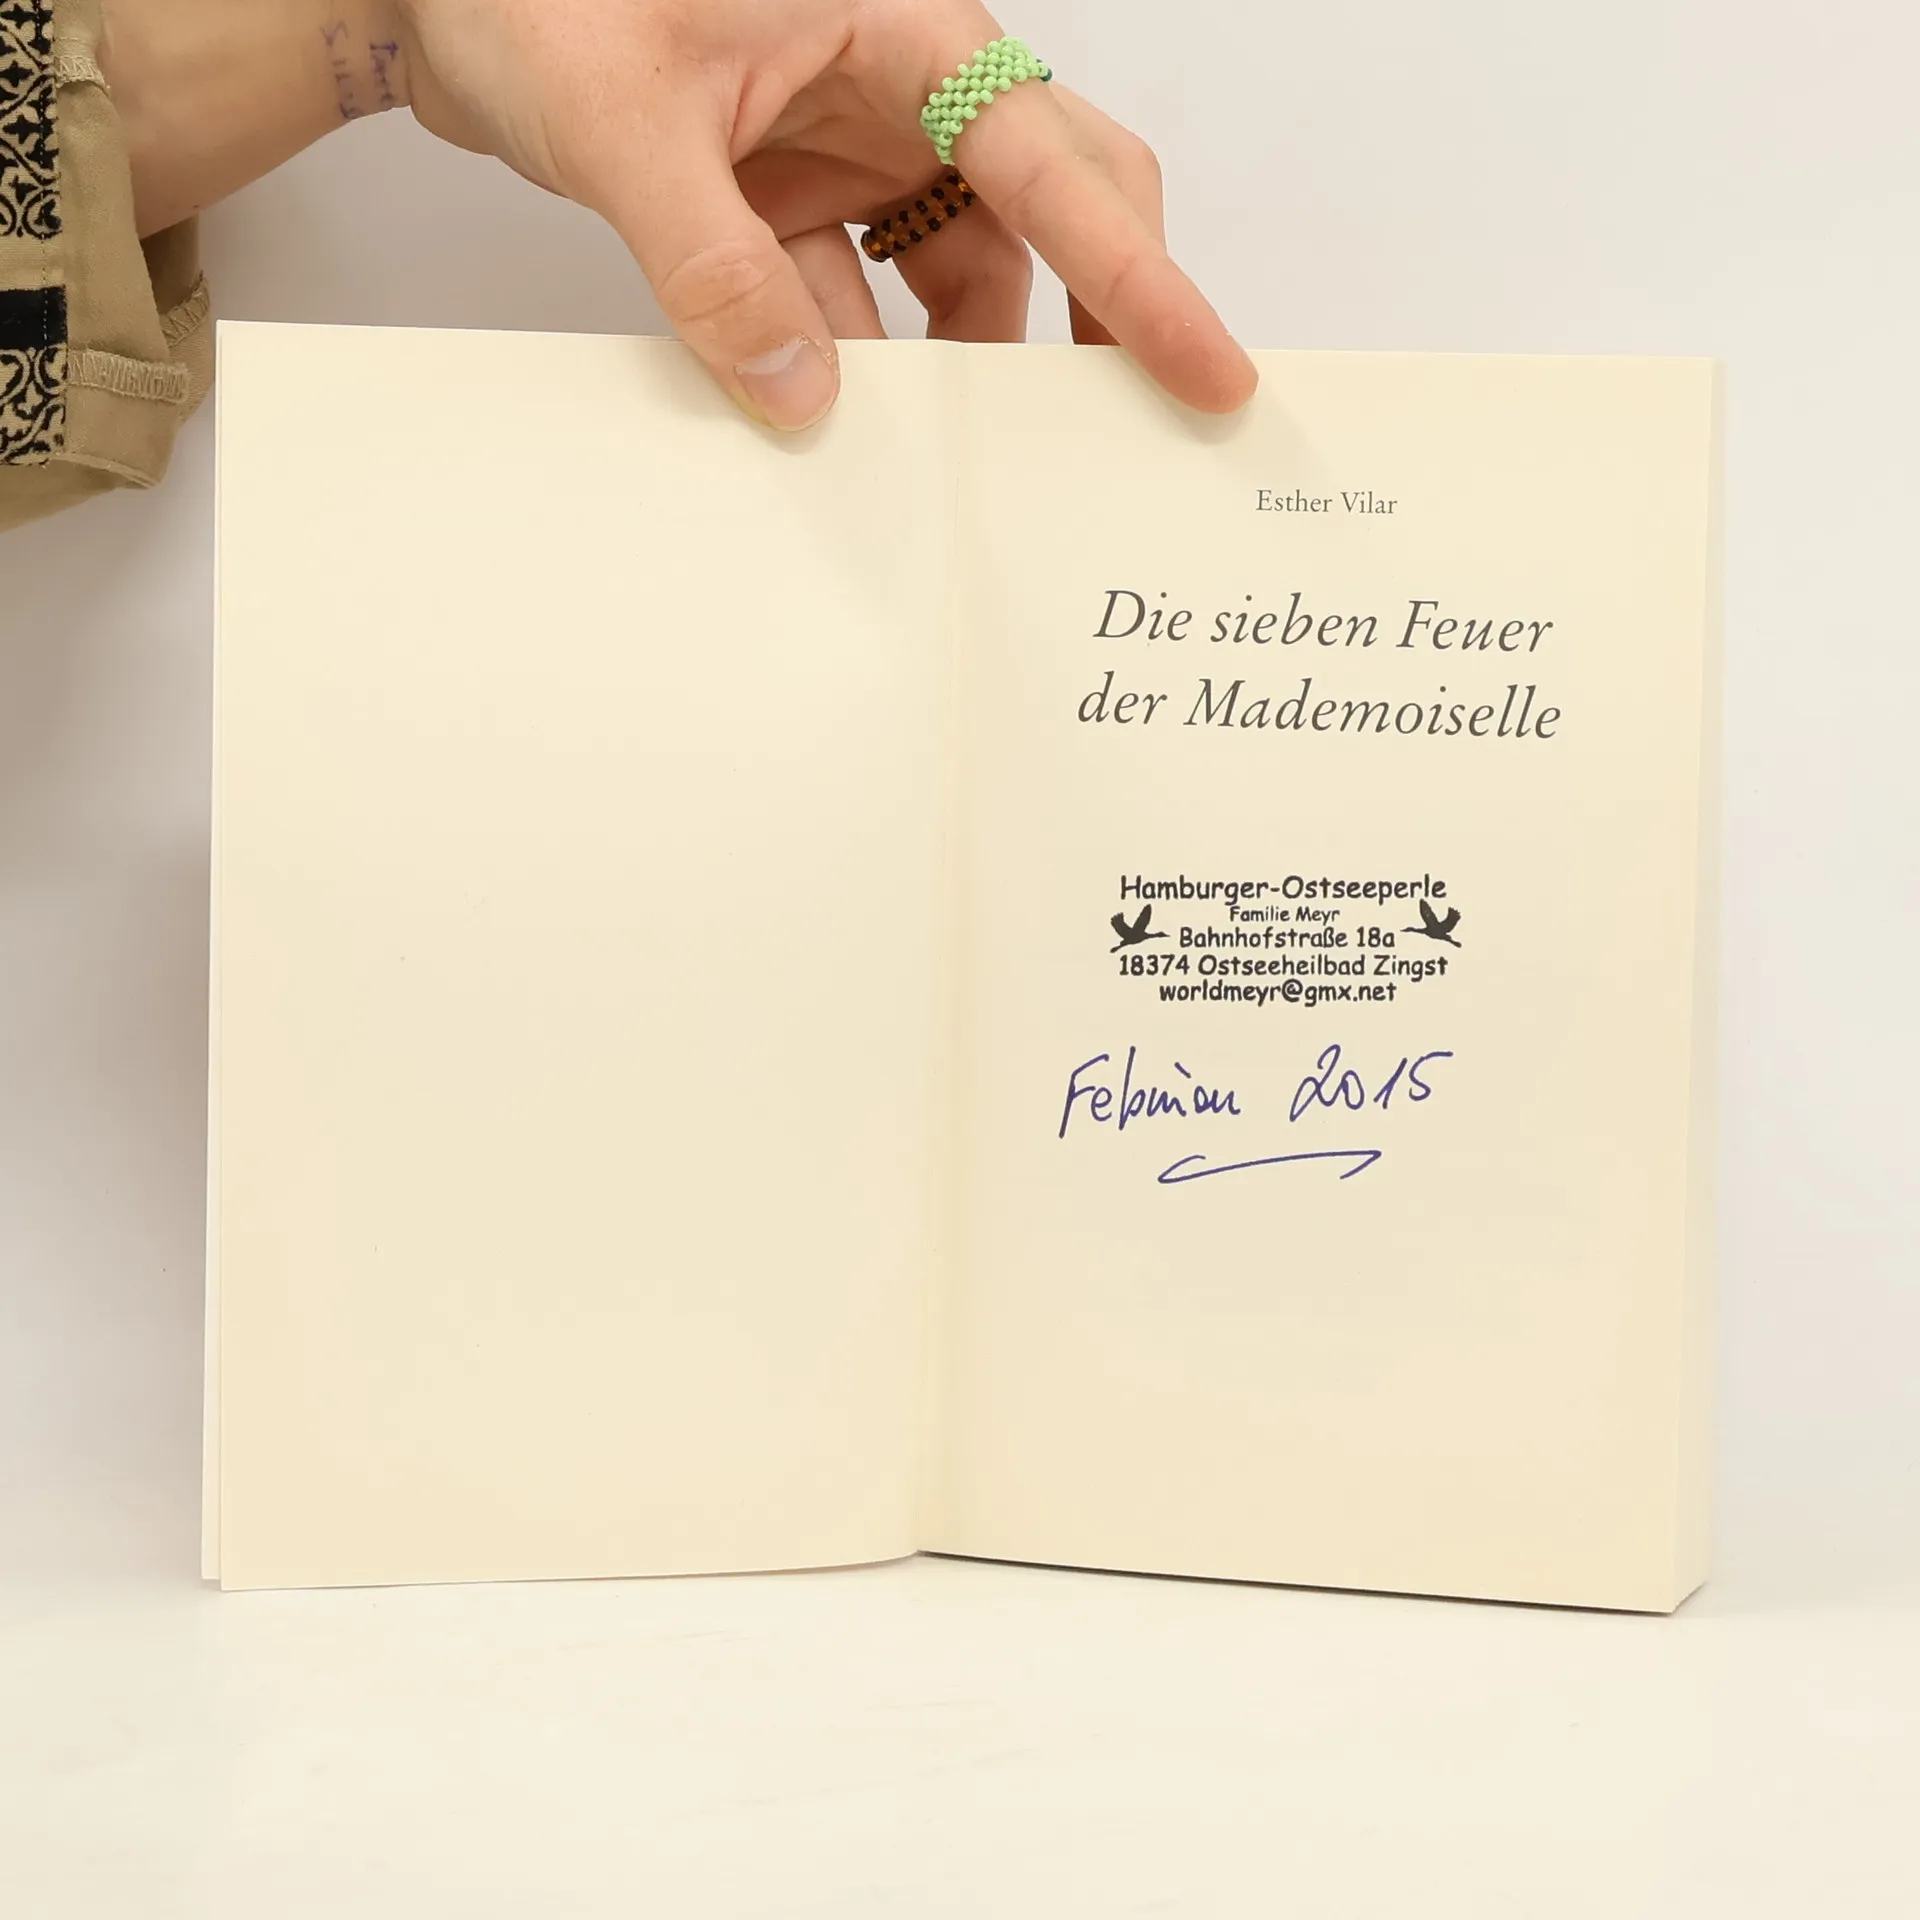 Esther Vilar
Die sieben Feuer
der Mademoiselle
Hamburger-Ostseeperle
Familie Meyr
Bahnhofstraße 18a
18374 Ostseeheilbad Zingst
worldmeyr@gmx.net
Februar 2015